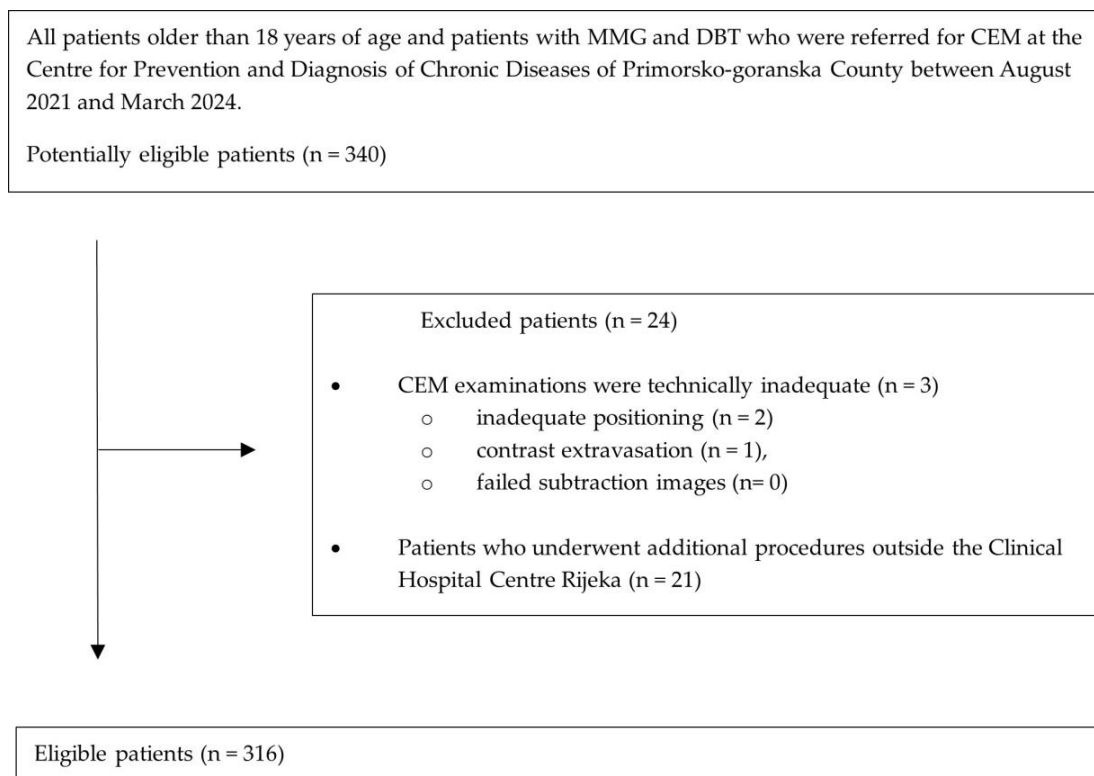 All patients older than 18 years of age and patients with MMG and DBT who were referred for CEM at the
Centre for Prevention and Diagnosis of Chronic Diseases of Primorsko-goranska County between August
2021 and March 2024.
Potentially eligible patients (n = 340)
Excluded patients (n = 24)
• CEM examinations were technically inadequate (n = 3)
o inadequate positioning (n = 2)
o contrast extravasation (n = 1),
o failed subtraction images (n= 0)
• Patients who underwent additional procedures outside the Clinical
Hospital Centre Rijeka (n = 21)
Eligible patients (n = 316)